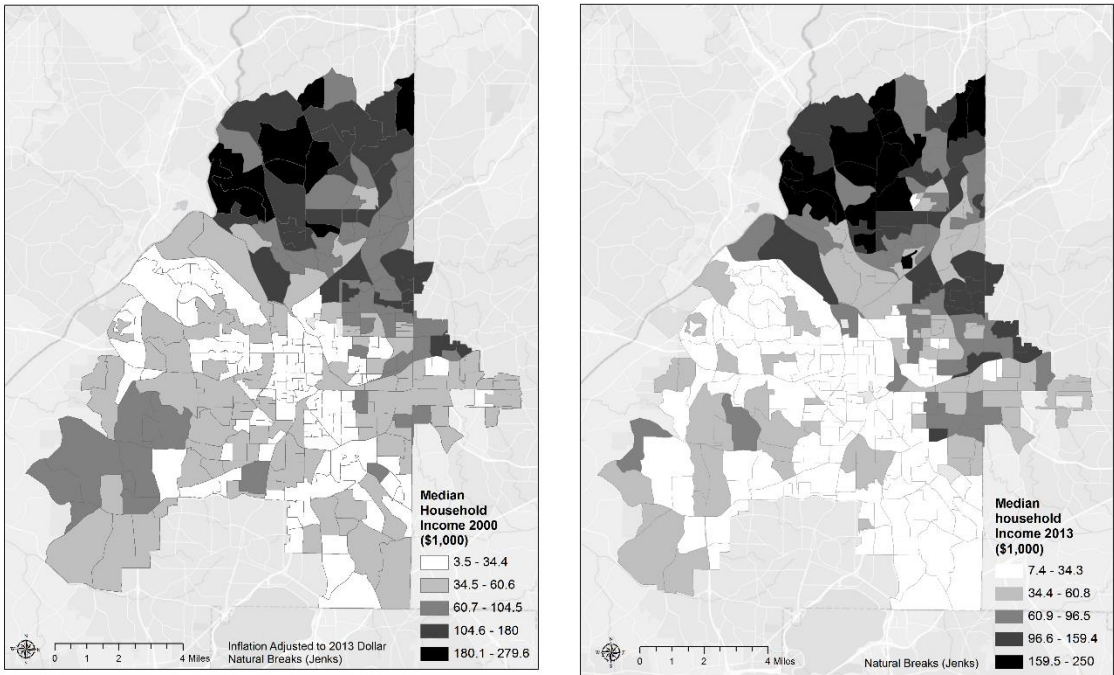 Median
Household
Income 2000
($1,000)
3.5 - 34.4
34.5 - 60.6
60.7 - 104.5
104.6 - 180
180.1 - 279.6
0 1 2 4 Miles
Inflation Adjusted to 2013 Dollar
Natural Breaks (Jenks)
Median
household
Income 2013
($1,000)
7.4 - 34.3
34.4 - 60.8
60.9 - 96.5
96.6 - 159.4
159.5 - 250
0 1 2 4 Miles
Natural Breaks (Jenks)